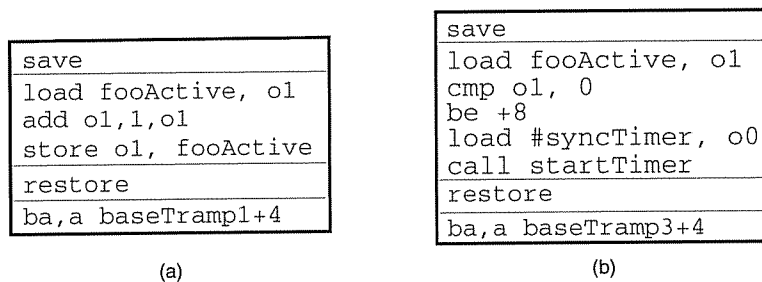 save
load fooActive, o1
add o1,1,o1
store o1, fooActive
restore
ba,a baseTramp1+4
(a)
save
load fooActive, o1
cmp o1, 0
be +8
load #syncTimer, o0
call startTimer
restore
ba,a baseTramp3+4
(b)